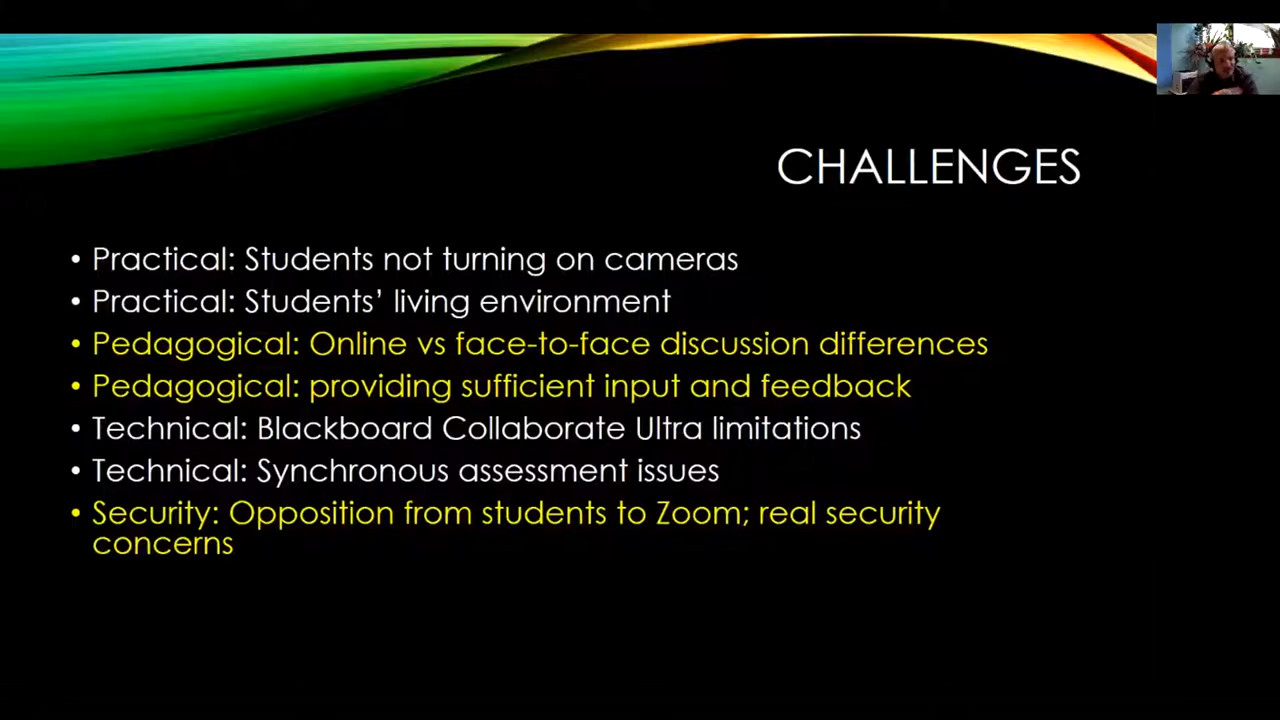 CHALLENGES
• Practical: Students not turning on cameras
• Practical: Students’ living environment
• Pedagogical: Online vs face-to-face discussion differences
• Pedagogical: providing sufficient input and feedback
• Technical: Blackboard Collaborate Ultra limitations
• Technical: Synchronous assessment issues
• Security: Opposition from students to Zoom; real security
concerns